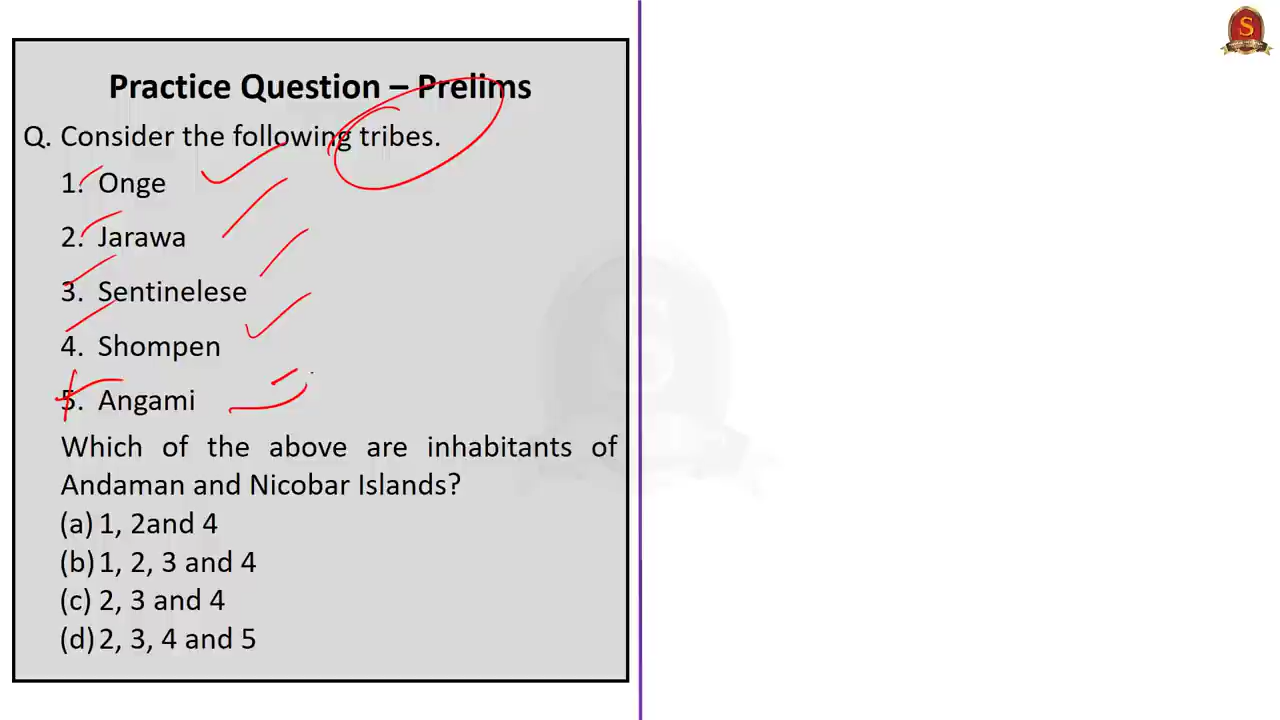 Practice Question – Prelims
Q. Consider the following tribes.
1. Onge
2. Jarawa
3. Sentinelese
4. Shompen
5. Angami
Which of the above are inhabitants of
Andaman and Nicobar Islands?
(a) 1, 2and 4
(b) 1, 2, 3 and 4
(c) 2, 3 and 4
(d) 2, 3, 4 and 5
S
S